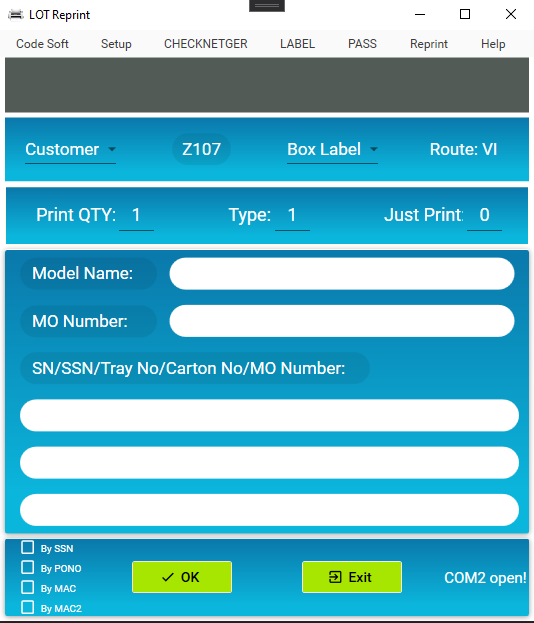 LOT Reprint
Code Soft Setup CHECKNETGER LABEL PASS Reprint Help
Customer Z107 Box Label Route: VI
Print QTY: 1 Type: 1 Just Print: 0
Model Name:
MO Number:
SN/SSN/Tray No/Carton No/MO Number:
By SSN
By PONO
By MAC
By MAC2
OK Exit COM2 open!